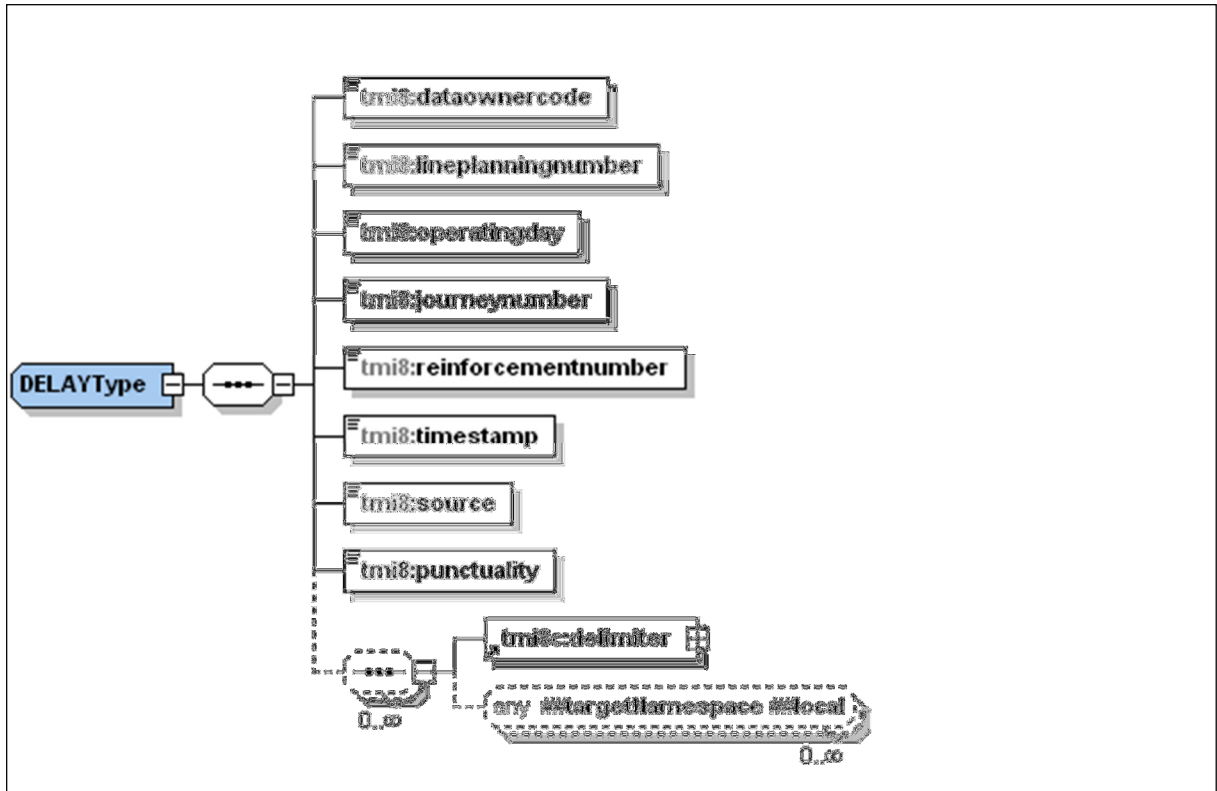 tmi8:dataownercode
tmi8:lineplanningnumber
tmi8:operatingday
tmi8:journeynumber
tmi8:reinforcementnumber
DELAYType
tmi8:timestamp
tmi8:source
tmi8:punctuality
tmi8c:delimiter
any ##targetNamespace ##local
0..∞
0..∞